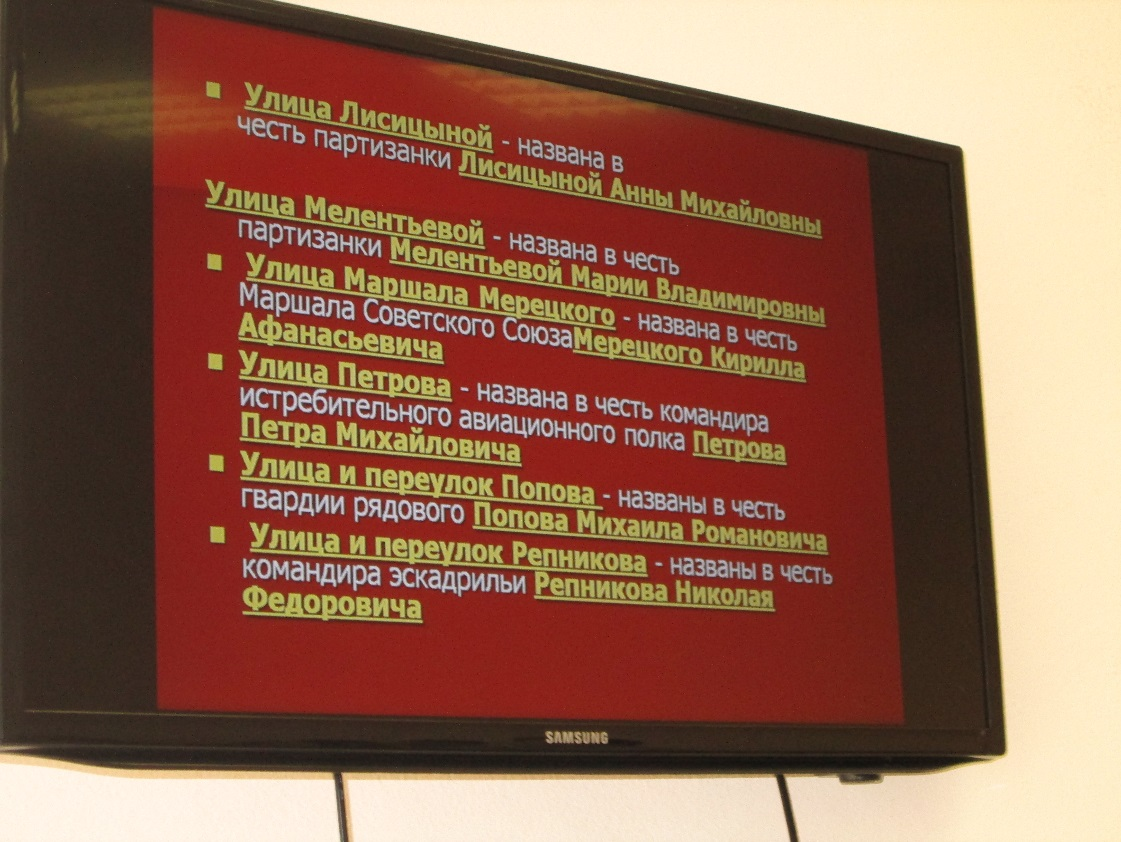 ▪ Улица Лисицыной - названа в
честь партизанки Лисицыной Анны Михайловны
Улица Мелентьевой - названа в честь
партизанки Мелентьевой Марии Владимировны
▪ Улица Маршала Мерецкого - названа в честь
Маршала Советского СоюзаМерецкого Кирилла
Афанасьевича
▪ Улица Петрова - названа в честь командира
истребительного авиационного полка Петрова
Петра Михайловича
▪ Улица и переулок Попова - названы в честь
гвардии рядового Попова Михаила Романовича
▪ Улица и переулок Репникова - названы в честь
командира эскадрильи Репникова Николая
Федоровича
SAMSUNG